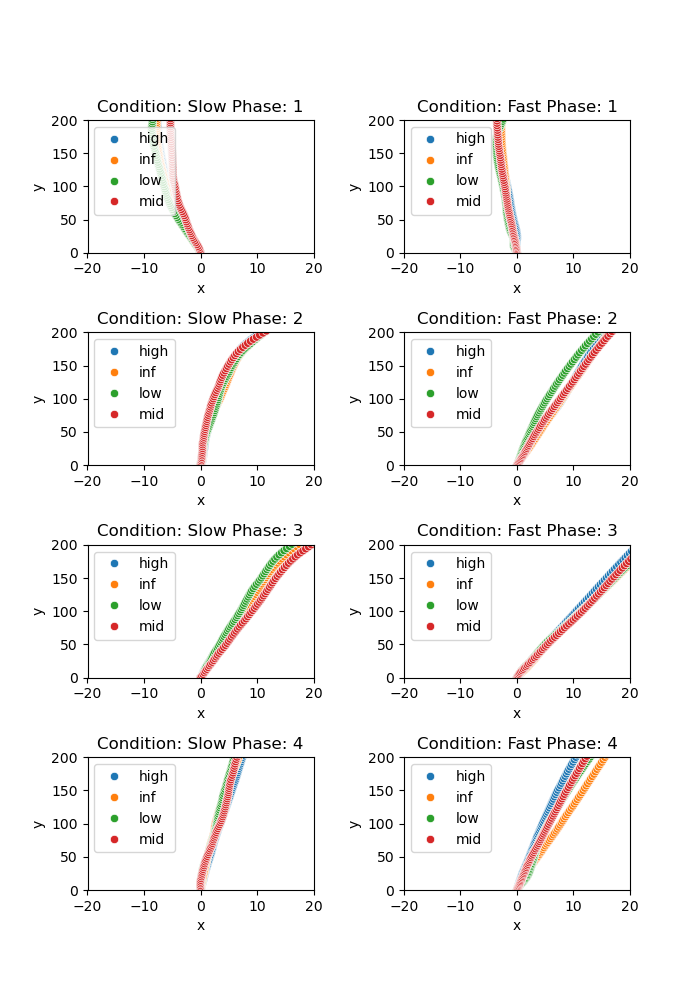 Condition: Slow Phase: 1
200
150
100
50
0
y
high
inf
low
mid
−20 −10 0 10 20
x
Condition: Fast Phase: 1
200
150
100
50
0
y
high
inf
low
mid
−20 −10 0 10 20
x
Condition: Slow Phase: 2
200
150
100
50
0
y
high
inf
low
mid
−20 −10 0 10 20
x
Condition: Fast Phase: 2
200
150
100
50
0
y
high
inf
low
mid
−20 −10 0 10 20
x
Condition: Slow Phase: 3
200
150
100
50
0
y
high
inf
low
mid
−20 −10 0 10 20
x
Condition: Fast Phase: 3
200
150
100
50
0
y
high
inf
low
mid
−20 −10 0 10 20
x
Condition: Slow Phase: 4
200
150
100
50
0
y
high
inf
low
mid
−20 −10 0 10 20
x
Condition: Fast Phase: 4
200
150
100
50
0
y
high
inf
low
mid
−20 −10 0 10 20
x